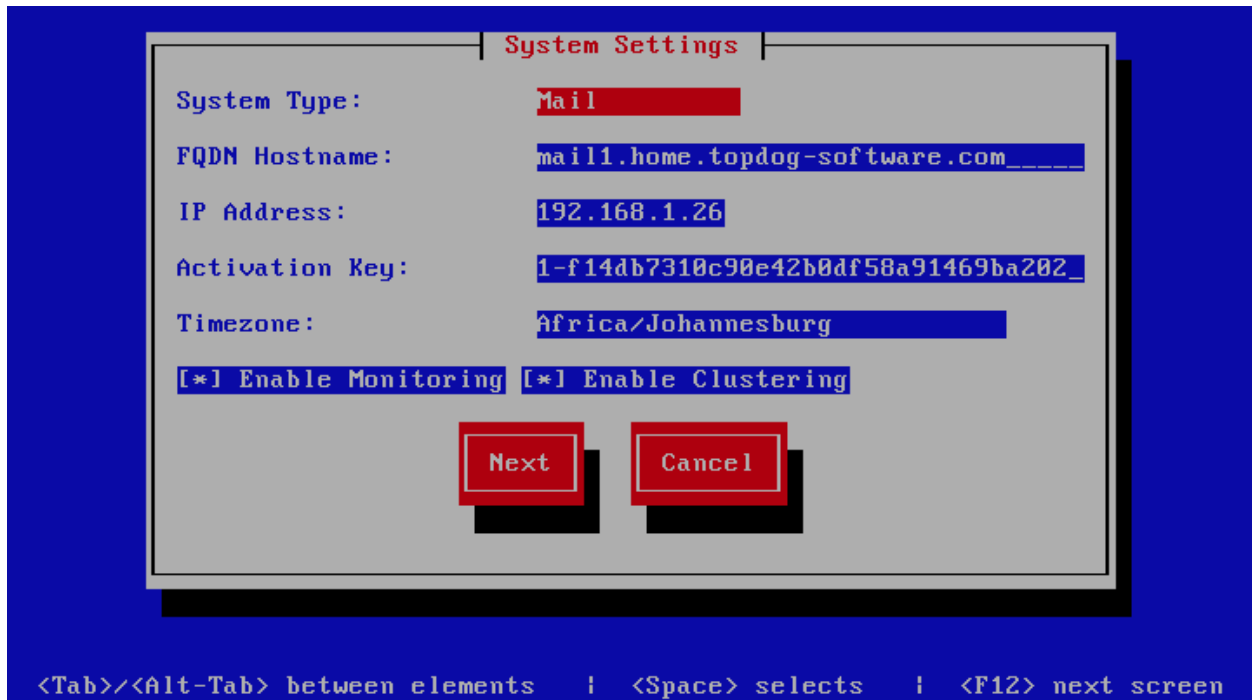 System Settings
System Type: Mail
FQDN Hostname: mail1.home.topdog-software.com_____
IP Address: 192.168.1.26
Activation Key: 1-f14db7310c90e42b0df58a91469ba202_
Timezone: Africa/Johannesburg
[*] Enable Monitoring [*] Enable Clustering
Next Cancel
<Tab>/<Alt-Tab> between elements | <Space> selects | <F12> next screen